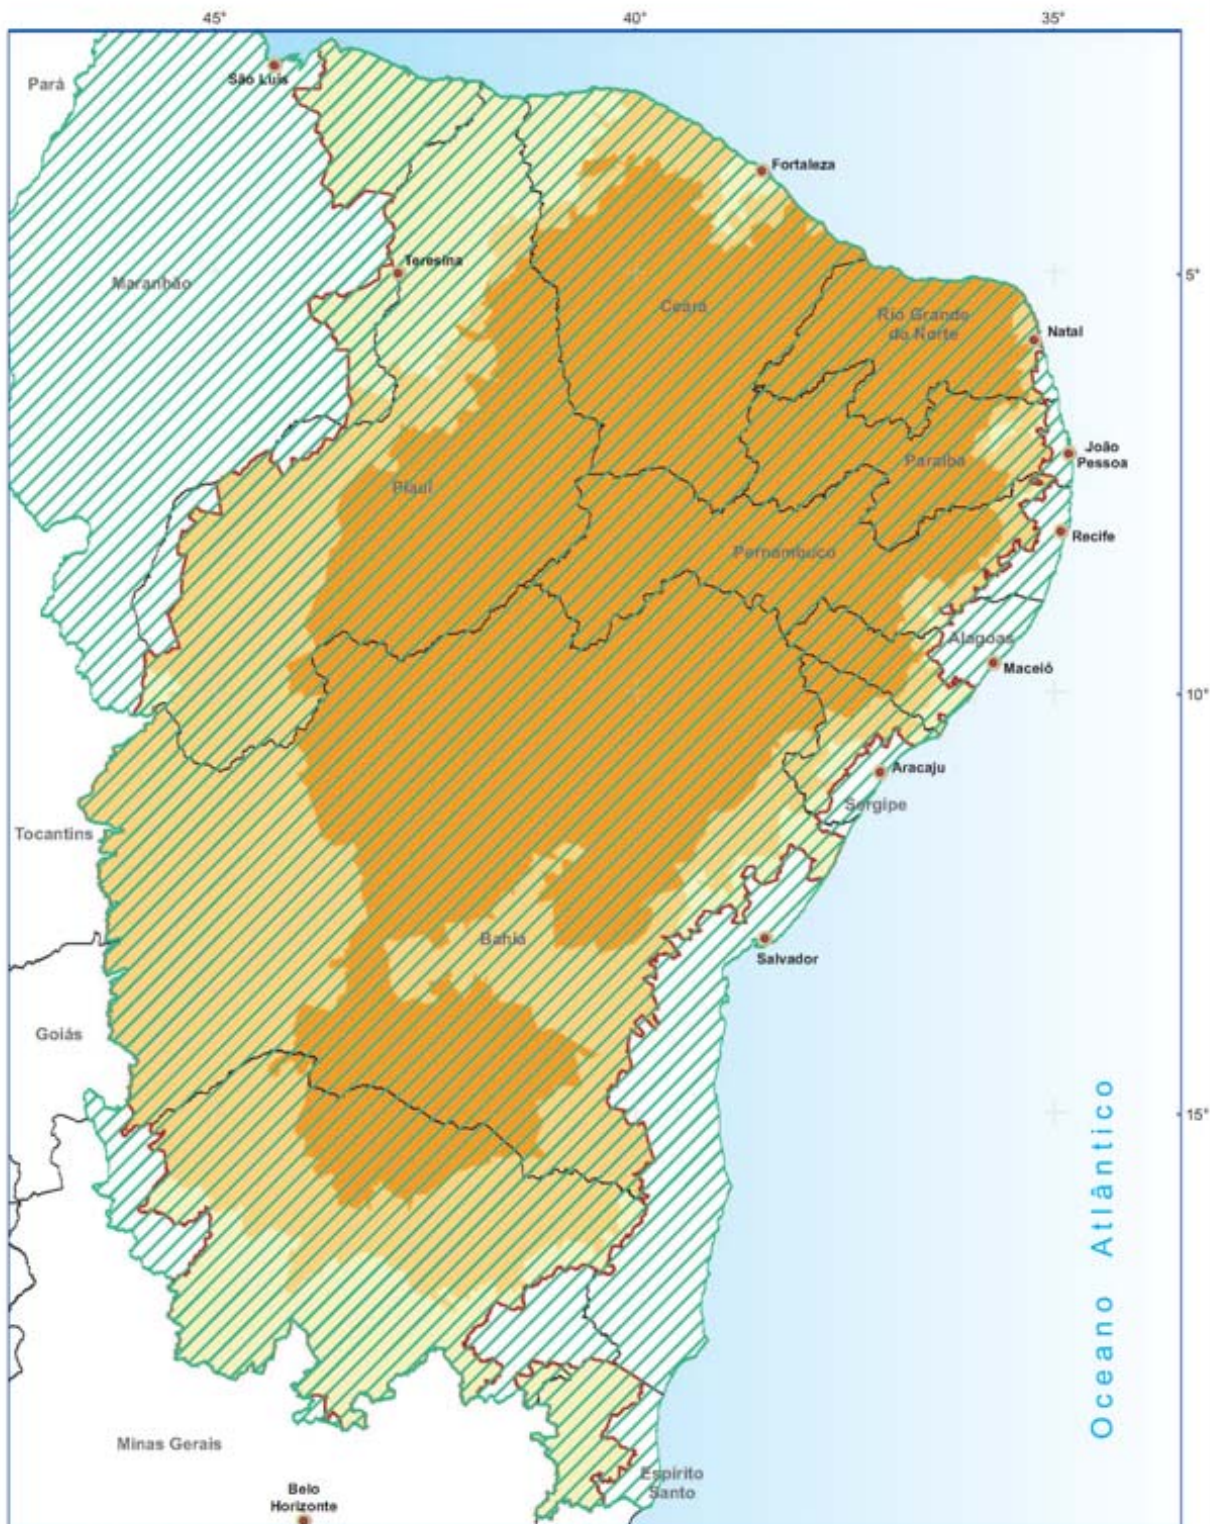 45°
40°
35°
São Luis
Pará
Fortaleza
Teresina
5°
Maranhão
Ceará
Rio Grande
do Norte
Natal
João
Pessoa
Paraíba
Piauí
Recife
Pernambuco
Alagoas
Maceió
10°
Aracaju
Sergipe
Tocantins
Bahia
Salvador
Goiás
15°
Oceano Atlântico
Minas Gerais
Espírito
Santo
Belo
Horizonte